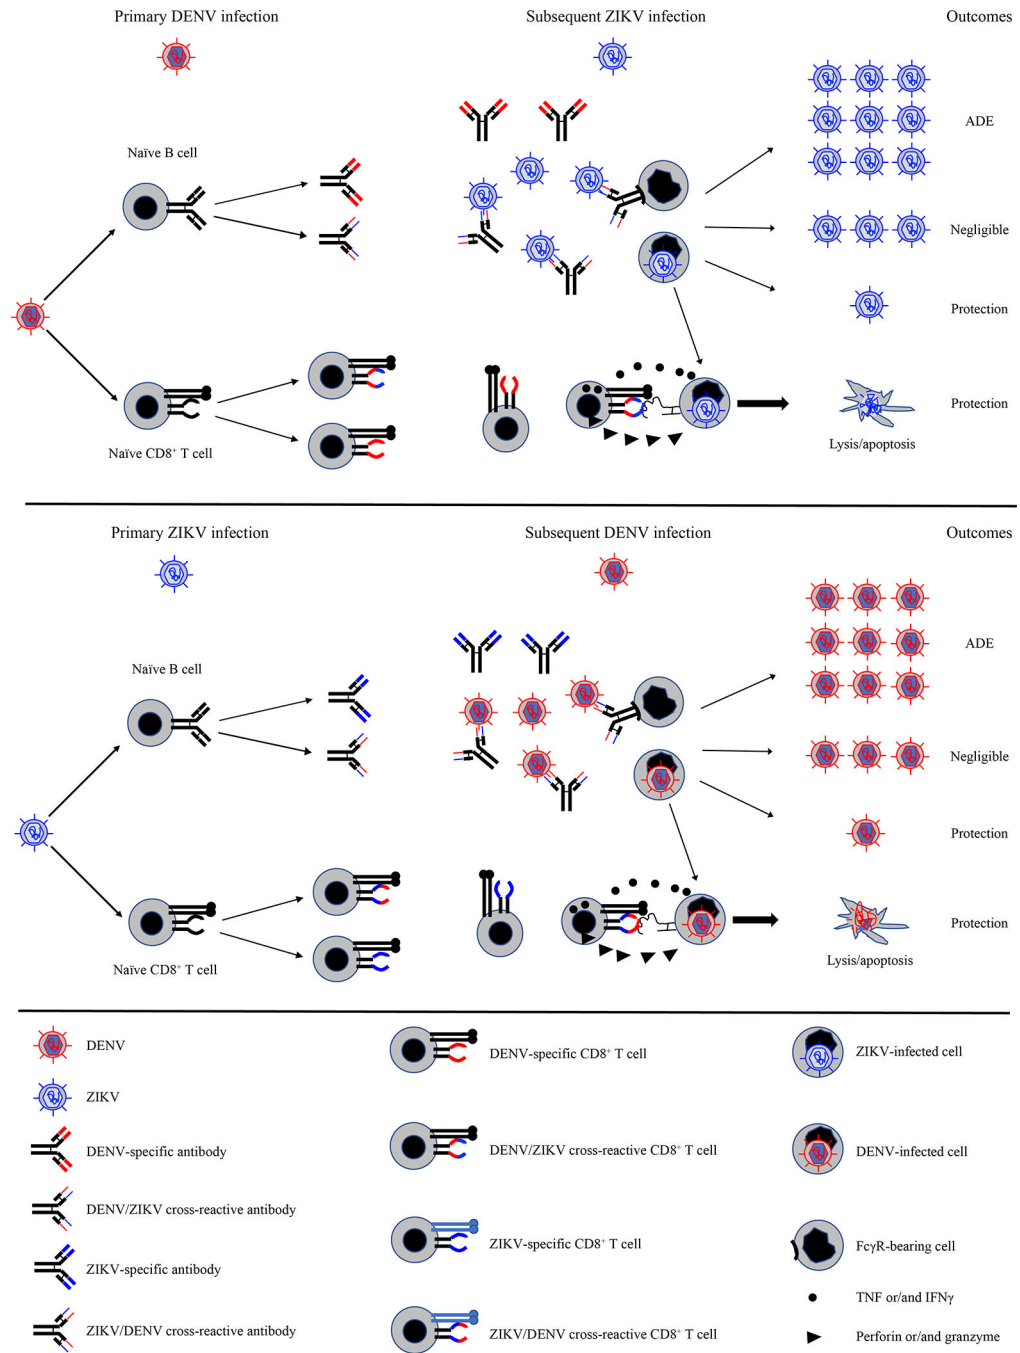 Primary DENV infection
Subsequent ZIKV infection
Outcomes
Naïve B cell
ADE
Negligible
Protection
Naïve CD8⁺ T cell
Protection
Lysis/apoptosis
Primary ZIKV infection
Subsequent DENV infection
Outcomes
Naïve B cell
ADE
Negligible
Protection
Naïve CD8⁺ T cell
Protection
Lysis/apoptosis
DENV
ZIKV
DENV-specific antibody
DENV/ZIKV cross-reactive antibody
ZIKV-specific antibody
ZIKV/DENV cross-reactive antibody
DENV-specific CD8⁺ T cell
DENV/ZIKV cross-reactive CD8⁺ T cell
ZIKV-specific CD8⁺ T cell
ZIKV/DENV cross-reactive CD8⁺ T cell
ZIKV-infected cell
DENV-infected cell
FcγR-bearing cell
TNF or/and IFNγ
Perforin or/and granzyme